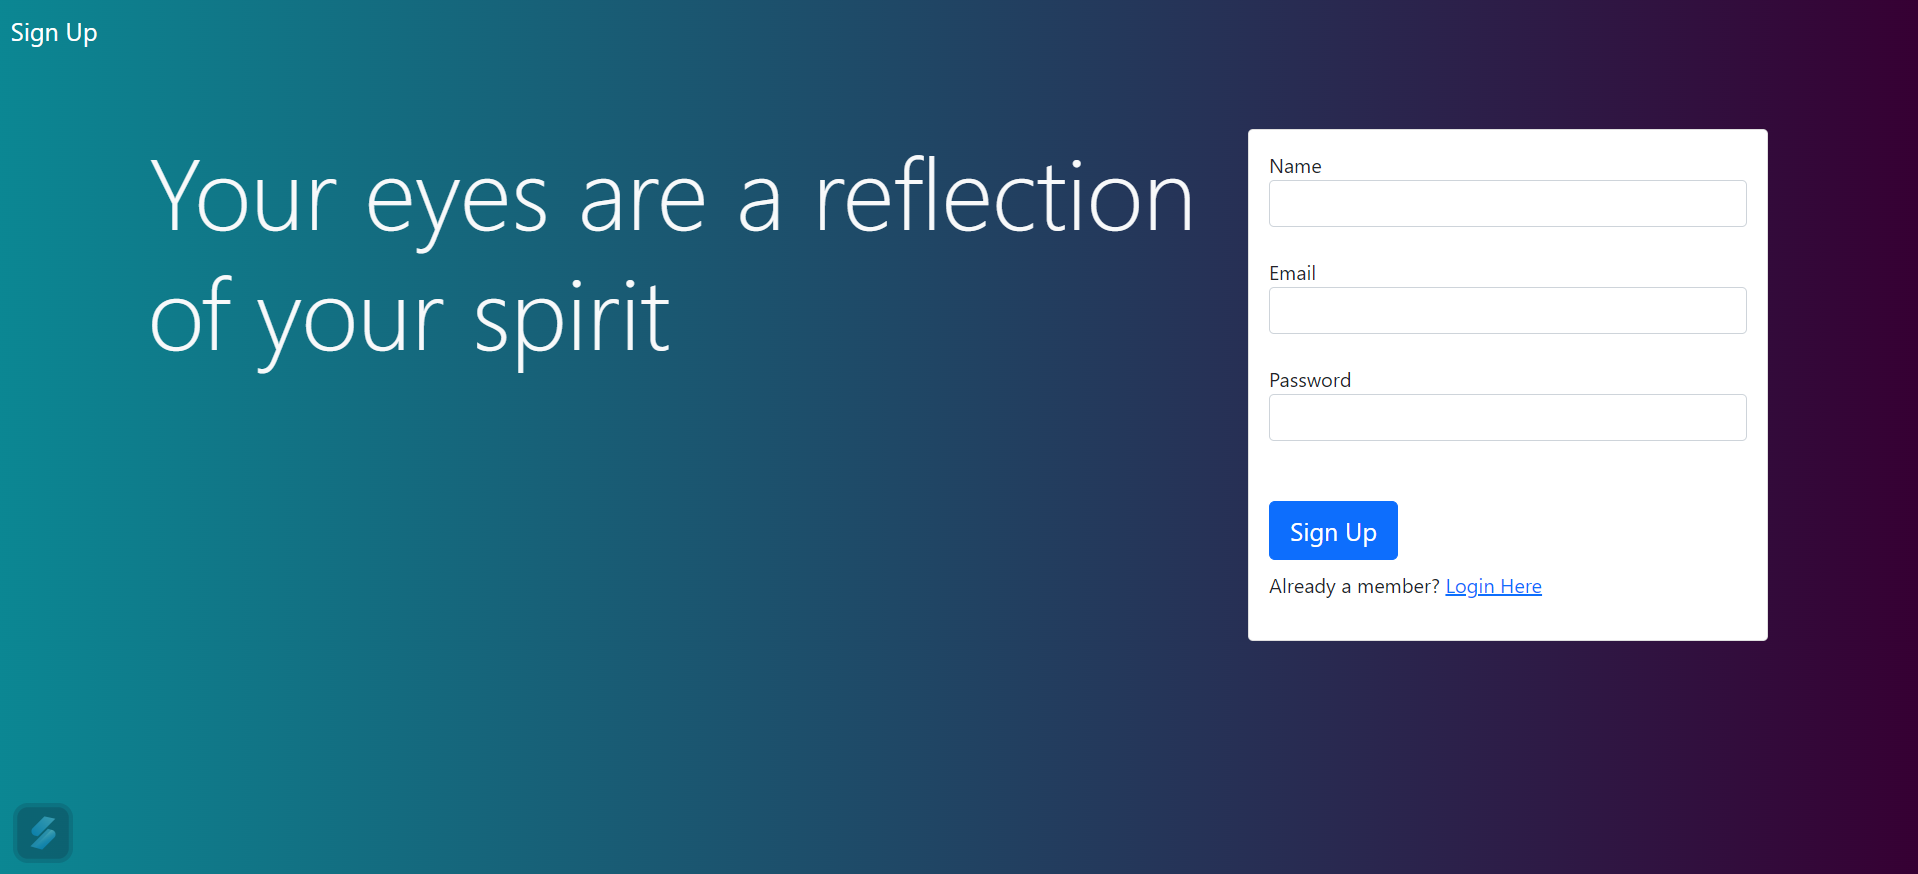 Sign Up
Your eyes are a reflection
of your spirit
Name
Email
Password
Sign Up
Already a member? Login Here